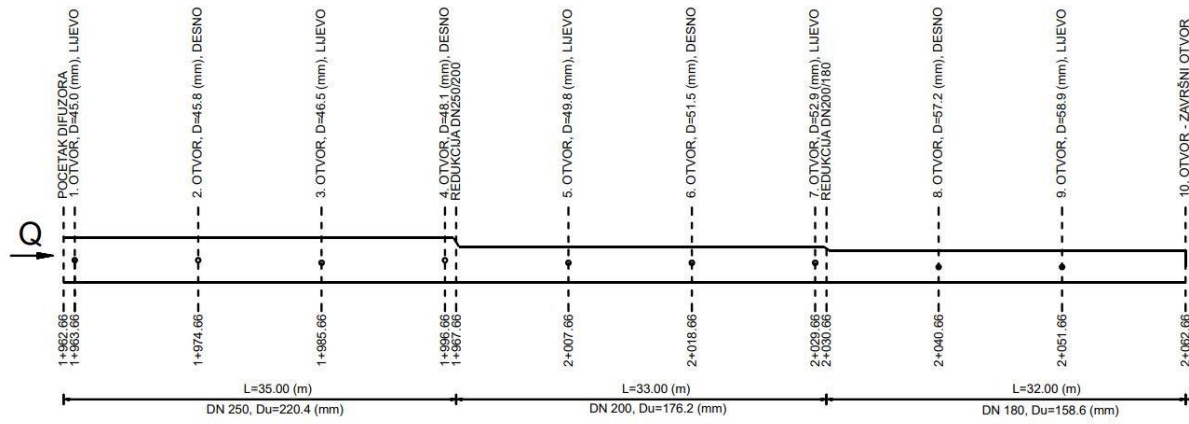 POCETAK DIFUZORA
1. OTVOR, D=45.0 (mm), LIJEVO
2. OTVOR, D=45.8 (mm), DESNO
3. OTVOR, D=46.5 (mm), LIJEVO
4. OTVOR, D=48.1 (mm), DESNO
REDUKCIJA DN250/200
5. OTVOR, D=49.8 (mm), LIJEVO
6. OTVOR, D=51.5 (mm), DESNO
7. OTVOR, D=52.9 (mm), LIJEVO
REDUKCIJA DN200/180
8. OTVOR, D=57.2 (mm), DESNO
9. OTVOR, D=58.9 (mm), LIJEVO
10. OTVOR - ZAVRŠNI OTVOR
Q
1+962.66
1+963.66
1+974.66
1+985.66
1+996.66
1+967.66
2+007.66
2+018.66
2+029.66
2+030.66
2+040.66
2+051.66
2+062.66
L=35.00 (m)
L=33.00 (m)
L=32.00 (m)
DN 250, Du=220.4 (mm)
DN 200, Du=176.2 (mm)
DN 180, Du=158.6 (mm)